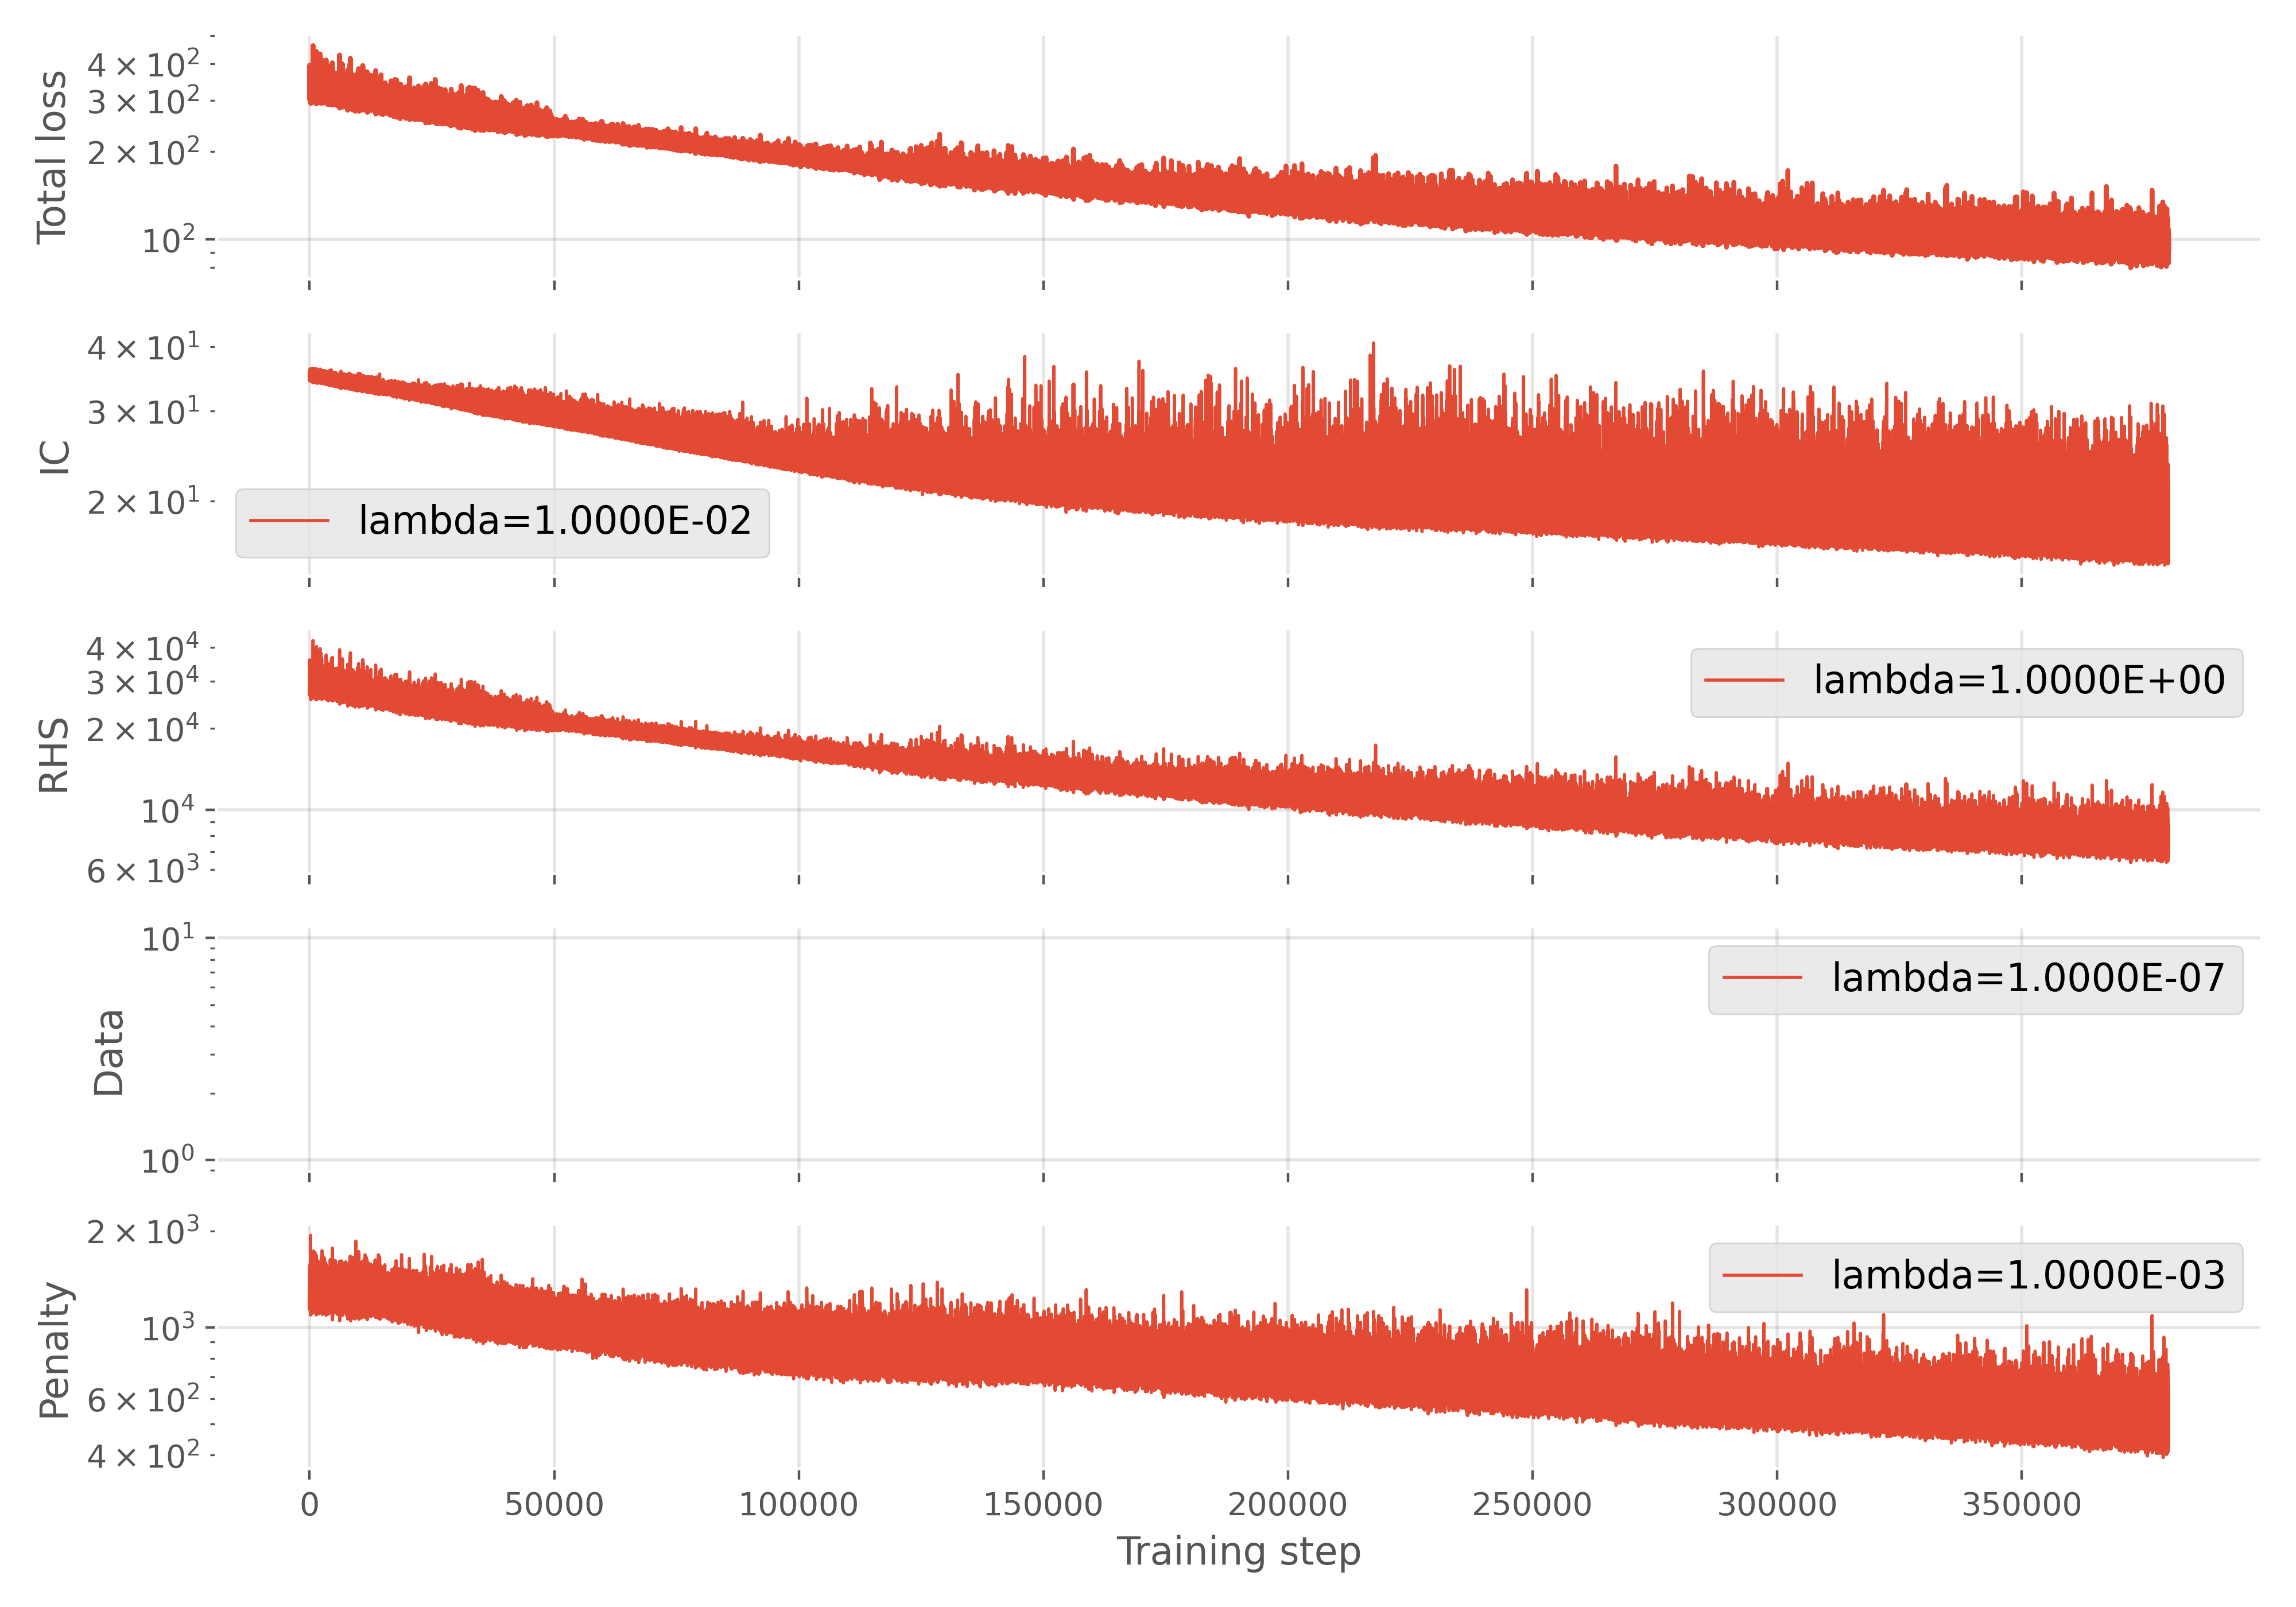 Total loss
4 × 10²
3 × 10²
2 × 10²
10²
IC
4 × 10¹
3 × 10¹
2 × 10¹
lambda=1.0000E-02
RHS
4 × 10⁴
3 × 10⁴
2 × 10⁴
10⁴
6 × 10³
lambda=1.0000E+00
Data
10¹
10⁰
lambda=1.0000E-07
Penalty
2 × 10³
10³
6 × 10²
4 × 10²
lambda=1.0000E-03
0 50000 100000 150000 200000 250000 300000 350000
Training step